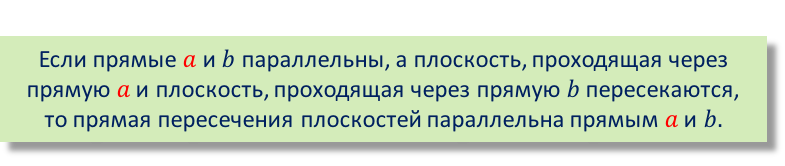 Если прямые a и b параллельны, а плоскость, проходящая через
прямую a и плоскость, проходящая через прямую b пересекаются,
то прямая пересечения плоскостей параллельна прямым a и b.